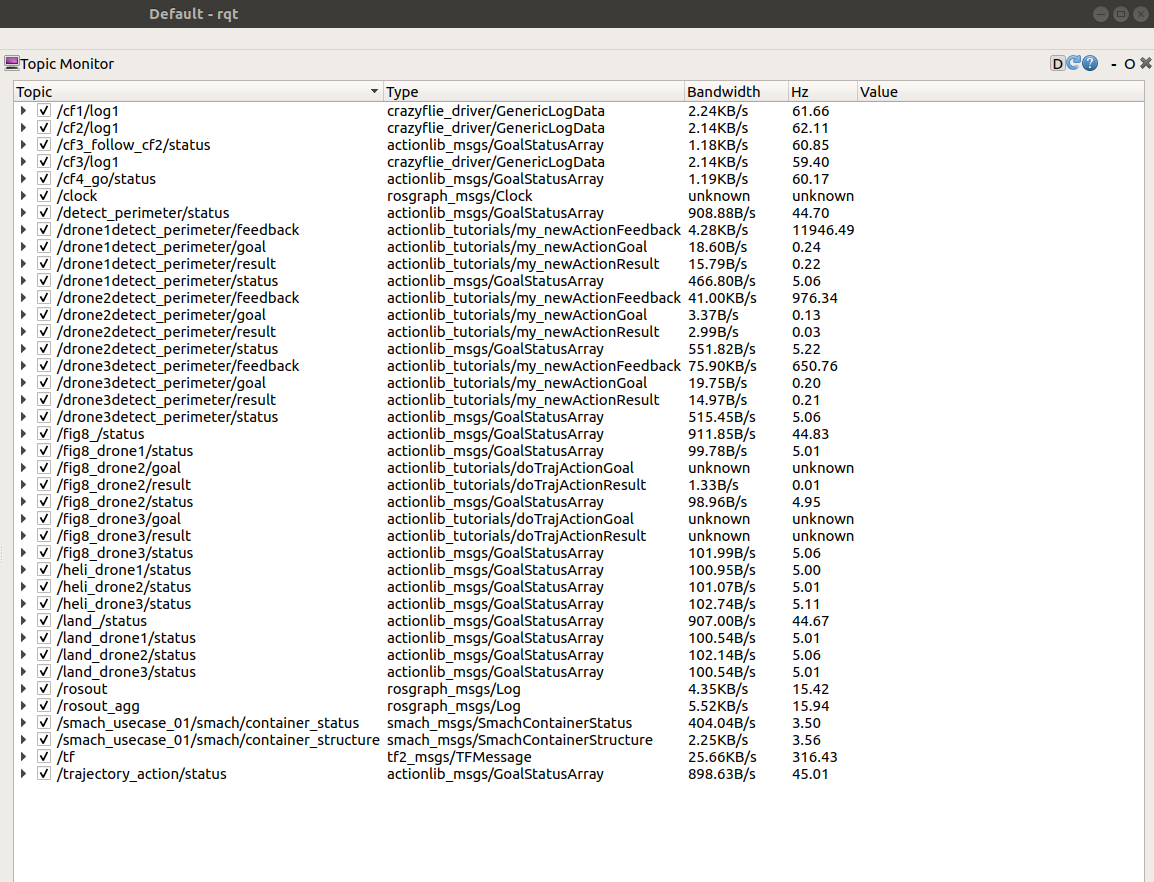 Default - rqt
Topic Monitor D ? - O
Topic Type Bandwidth Hz Value
/cf1/log1 crazyflie_driver/GenericLogData 2.24KB/s 61.66
/cf2/log1 crazyflie_driver/GenericLogData 2.14KB/s 62.11
/cf3_follow_cf2/status actionlib_msgs/GoalStatusArray 1.18KB/s 60.85
/cf3/log1 crazyflie_driver/GenericLogData 2.14KB/s 59.40
/cf4_go/status actionlib_msgs/GoalStatusArray 1.19KB/s 60.17
/clock rosgraph_msgs/Clock unknown unknown
/detect_perimeter/status actionlib_msgs/GoalStatusArray 908.88B/s 44.70
/drone1detect_perimeter/feedback actionlib_tutorials/my_newActionFeedback 4.28KB/s 11946.49
/drone1detect_perimeter/goal actionlib_tutorials/my_newActionGoal 18.60B/s 0.24
/drone1detect_perimeter/result actionlib_tutorials/my_newActionResult 15.79B/s 0.22
/drone1detect_perimeter/status actionlib_msgs/GoalStatusArray 466.80B/s 5.06
/drone2detect_perimeter/feedback actionlib_tutorials/my_newActionFeedback 41.00KB/s 976.34
/drone2detect_perimeter/goal actionlib_tutorials/my_newActionGoal 3.37B/s 0.13
/drone2detect_perimeter/result actionlib_tutorials/my_newActionResult 2.99B/s 0.03
/drone2detect_perimeter/status actionlib_msgs/GoalStatusArray 551.82B/s 5.22
/drone3detect_perimeter/feedback actionlib_tutorials/my_newActionFeedback 75.90KB/s 650.76
/drone3detect_perimeter/goal actionlib_tutorials/my_newActionGoal 19.75B/s 0.20
/drone3detect_perimeter/result actionlib_tutorials/my_newActionResult 14.97B/s 0.21
/drone3detect_perimeter/status actionlib_msgs/GoalStatusArray 515.45B/s 5.06
/fig8_/status actionlib_msgs/GoalStatusArray 911.85B/s 44.83
/fig8_drone1/status actionlib_msgs/GoalStatusArray 99.78B/s 5.01
/fig8_drone2/goal actionlib_tutorials/doTrajActionGoal unknown unknown
/fig8_drone2/result actionlib_tutorials/doTrajActionResult 1.33B/s 0.01
/fig8_drone2/status actionlib_msgs/GoalStatusArray 98.96B/s 4.95
/fig8_drone3/goal actionlib_tutorials/doTrajActionGoal unknown unknown
/fig8_drone3/result actionlib_tutorials/doTrajActionResult unknown unknown
/fig8_drone3/status actionlib_msgs/GoalStatusArray 101.99B/s 5.06
/heli_drone1/status actionlib_msgs/GoalStatusArray 100.95B/s 5.00
/heli_drone2/status actionlib_msgs/GoalStatusArray 101.07B/s 5.01
/heli_drone3/status actionlib_msgs/GoalStatusArray 102.74B/s 5.11
/land_/status actionlib_msgs/GoalStatusArray 907.00B/s 44.67
/land_drone1/status actionlib_msgs/GoalStatusArray 100.54B/s 5.01
/land_drone2/status actionlib_msgs/GoalStatusArray 102.14B/s 5.06
/land_drone3/status actionlib_msgs/GoalStatusArray 100.54B/s 5.01
/rosout rosgraph_msgs/Log 4.35KB/s 15.42
/rosout_agg rosgraph_msgs/Log 5.52KB/s 15.94
/smach_usecase_01/smach/container_status smach_msgs/SmachContainerStatus 404.04B/s 3.50
/smach_usecase_01/smach/container_structure smach_msgs/SmachContainerStructure 2.25KB/s 3.56
/tf tf2_msgs/TFMessage 25.66KB/s 316.43
/trajectory_action/status actionlib_msgs/GoalStatusArray 898.63B/s 45.01